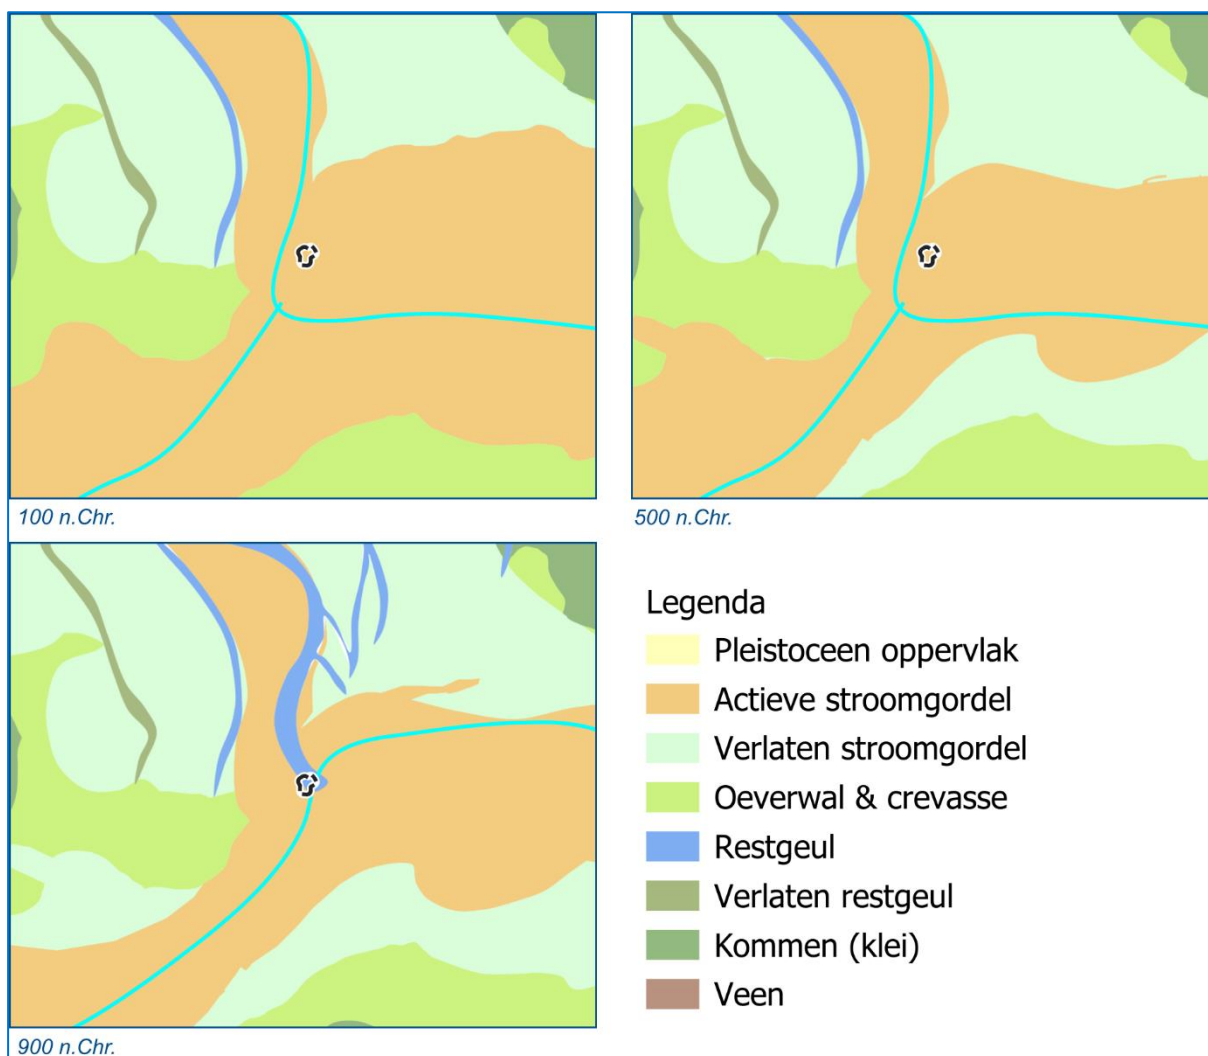 100 n.Chr.
500 n.Chr.
900 n.Chr.
Legenda
Pleistoceen oppervlak
Actieve stroomgordel
Verlaten stroomgordel
Oeverwal & crevasse
Restgeul
Verlaten restgeul
Kommen (klei)
Veen